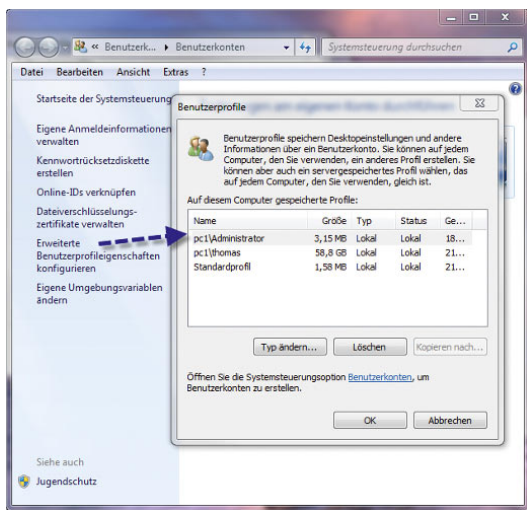 « Benutzerk... ▸ Benutzerkonten
Systemsteuerung durchsuchen
Datei Bearbeiten Ansicht Extras ?
Startseite der Systemsteuerung
Eigene Anmeldeinformationen
verwalten
Kennwortrücksetzdiskette
erstellen
Online-IDs verknüpfen
Dateiverschlüsselungs-
zertifikate verwalten
Erweiterte
Benutzerprofileigenschaften
konfigurieren
Eigene Umgebungsvariablen
ändern
Siehe auch
Jugendschutz
Benutzerprofile
Benutzerprofile speichern Desktopeinstellungen und andere
Informationen über ein Benutzerkonto. Sie können auf jedem
Computer, den Sie verwenden, ein anderes Profil erstellen. Sie
können aber auch ein servergespeichertes Profil wählen, das
auf jedem Computer, den Sie verwenden, gleich ist.
Auf diesem Computer gespeicherte Profile:
Name Größe Typ Status Ge...
pc1\Administrator 3,15 MB Lokal Lokal 18...
pc1\thomas 58,8 GB Lokal Lokal 21...
Standardprofil 1,58 MB Lokal Lokal 21...
Typ ändern... Löschen Kopieren nach...
Öffnen Sie die Systemsteuerungsoption Benutzerkonten, um
Benutzerkonten zu erstellen.
OK Abbrechen